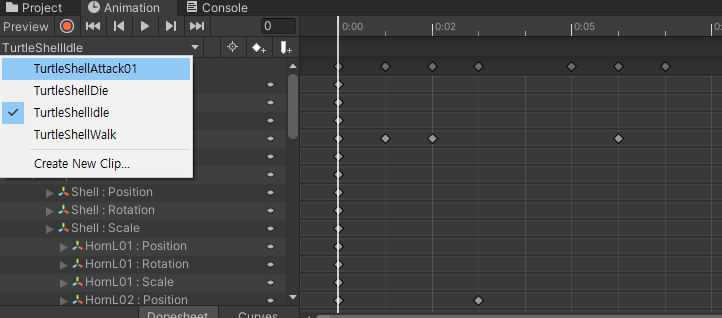 Project Animation Console
Preview 0 0:00 0:02 0:05
TurtleShellIdle
TurtleShellAttack01
TurtleShellDie
TurtleShellIdle
TurtleShellWalk
Create New Clip...
Shell : Position
Shell : Rotation
Shell : Scale
HornL01 : Position
HornL01 : Rotation
HornL01 : Scale
HornL02 : Position
Dopesheet Curves